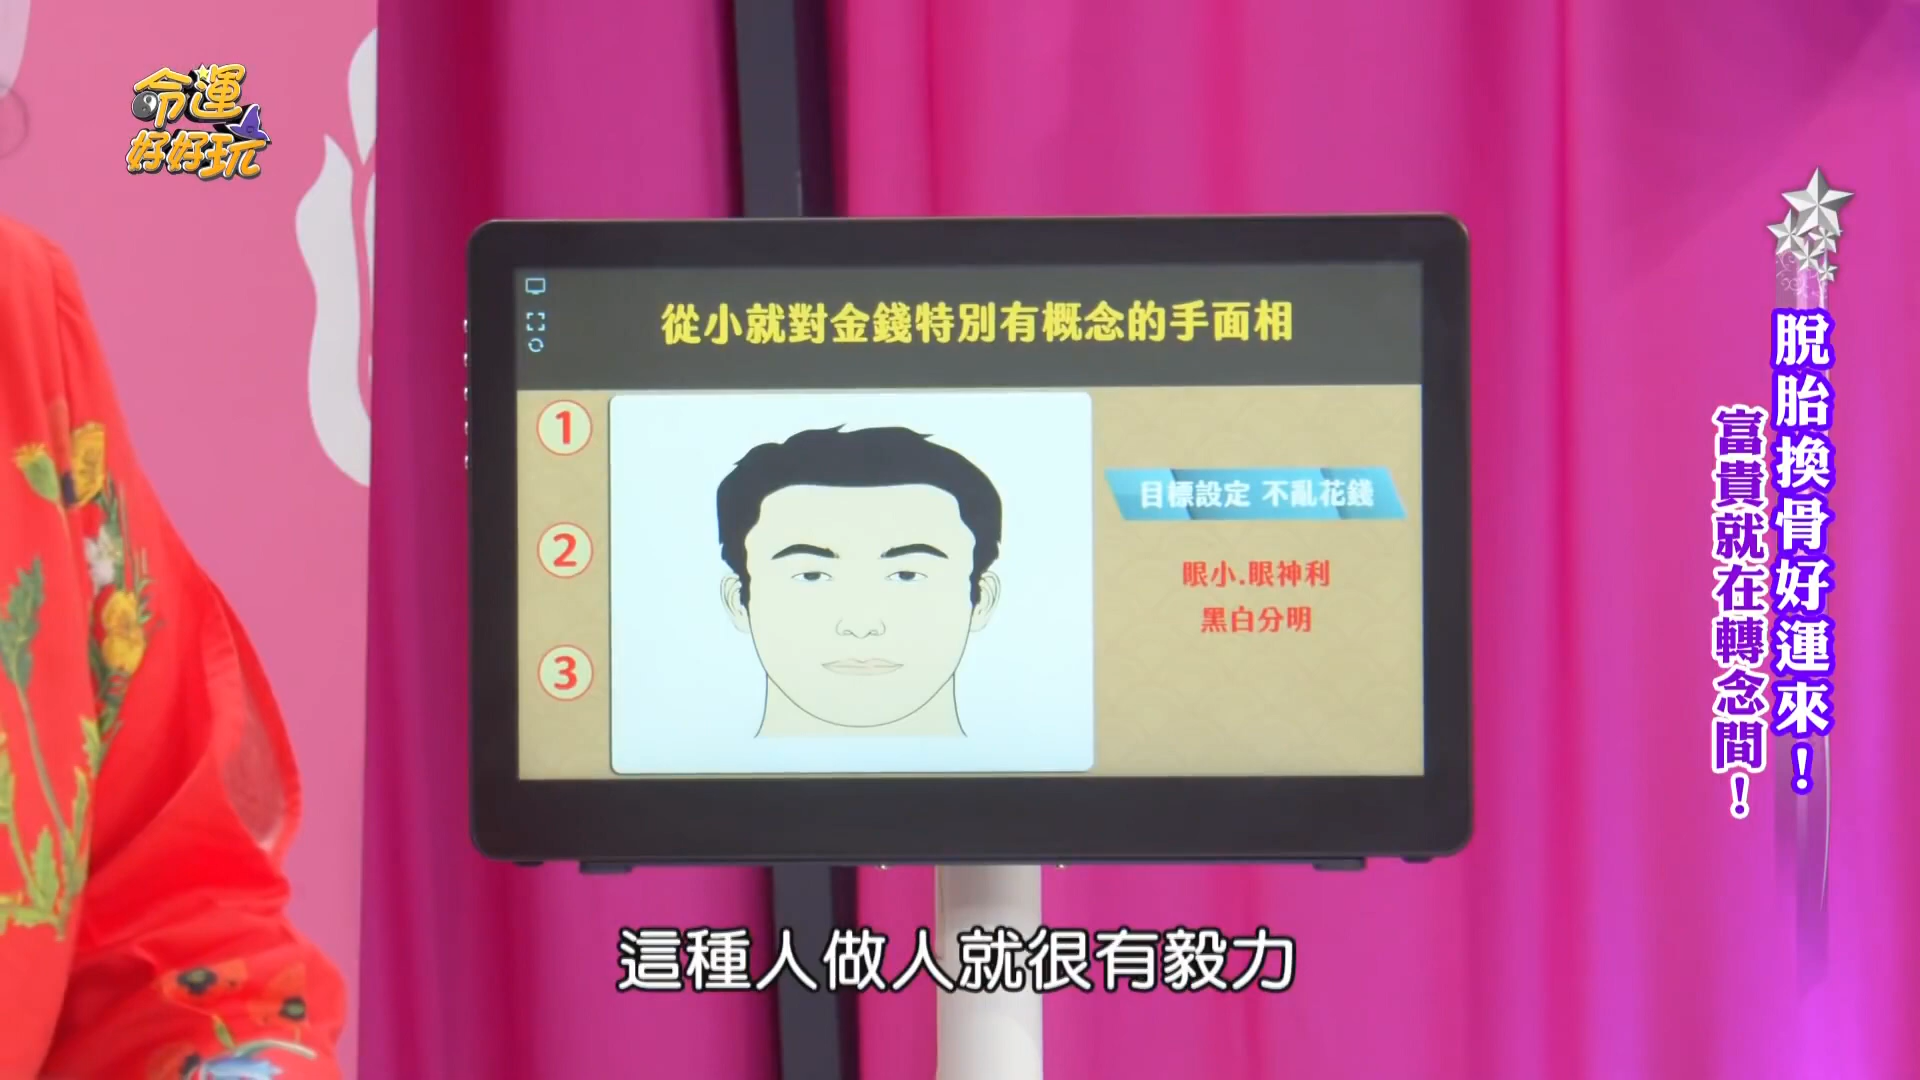 命運
好好玩
從小就對金錢特別有概念的手面相
1
2
3
目標設定 不亂花錢
眼小.眼神利
黑白分明
脫胎換骨好運來！
富貴就在轉念間！
這種人做人就很有毅力